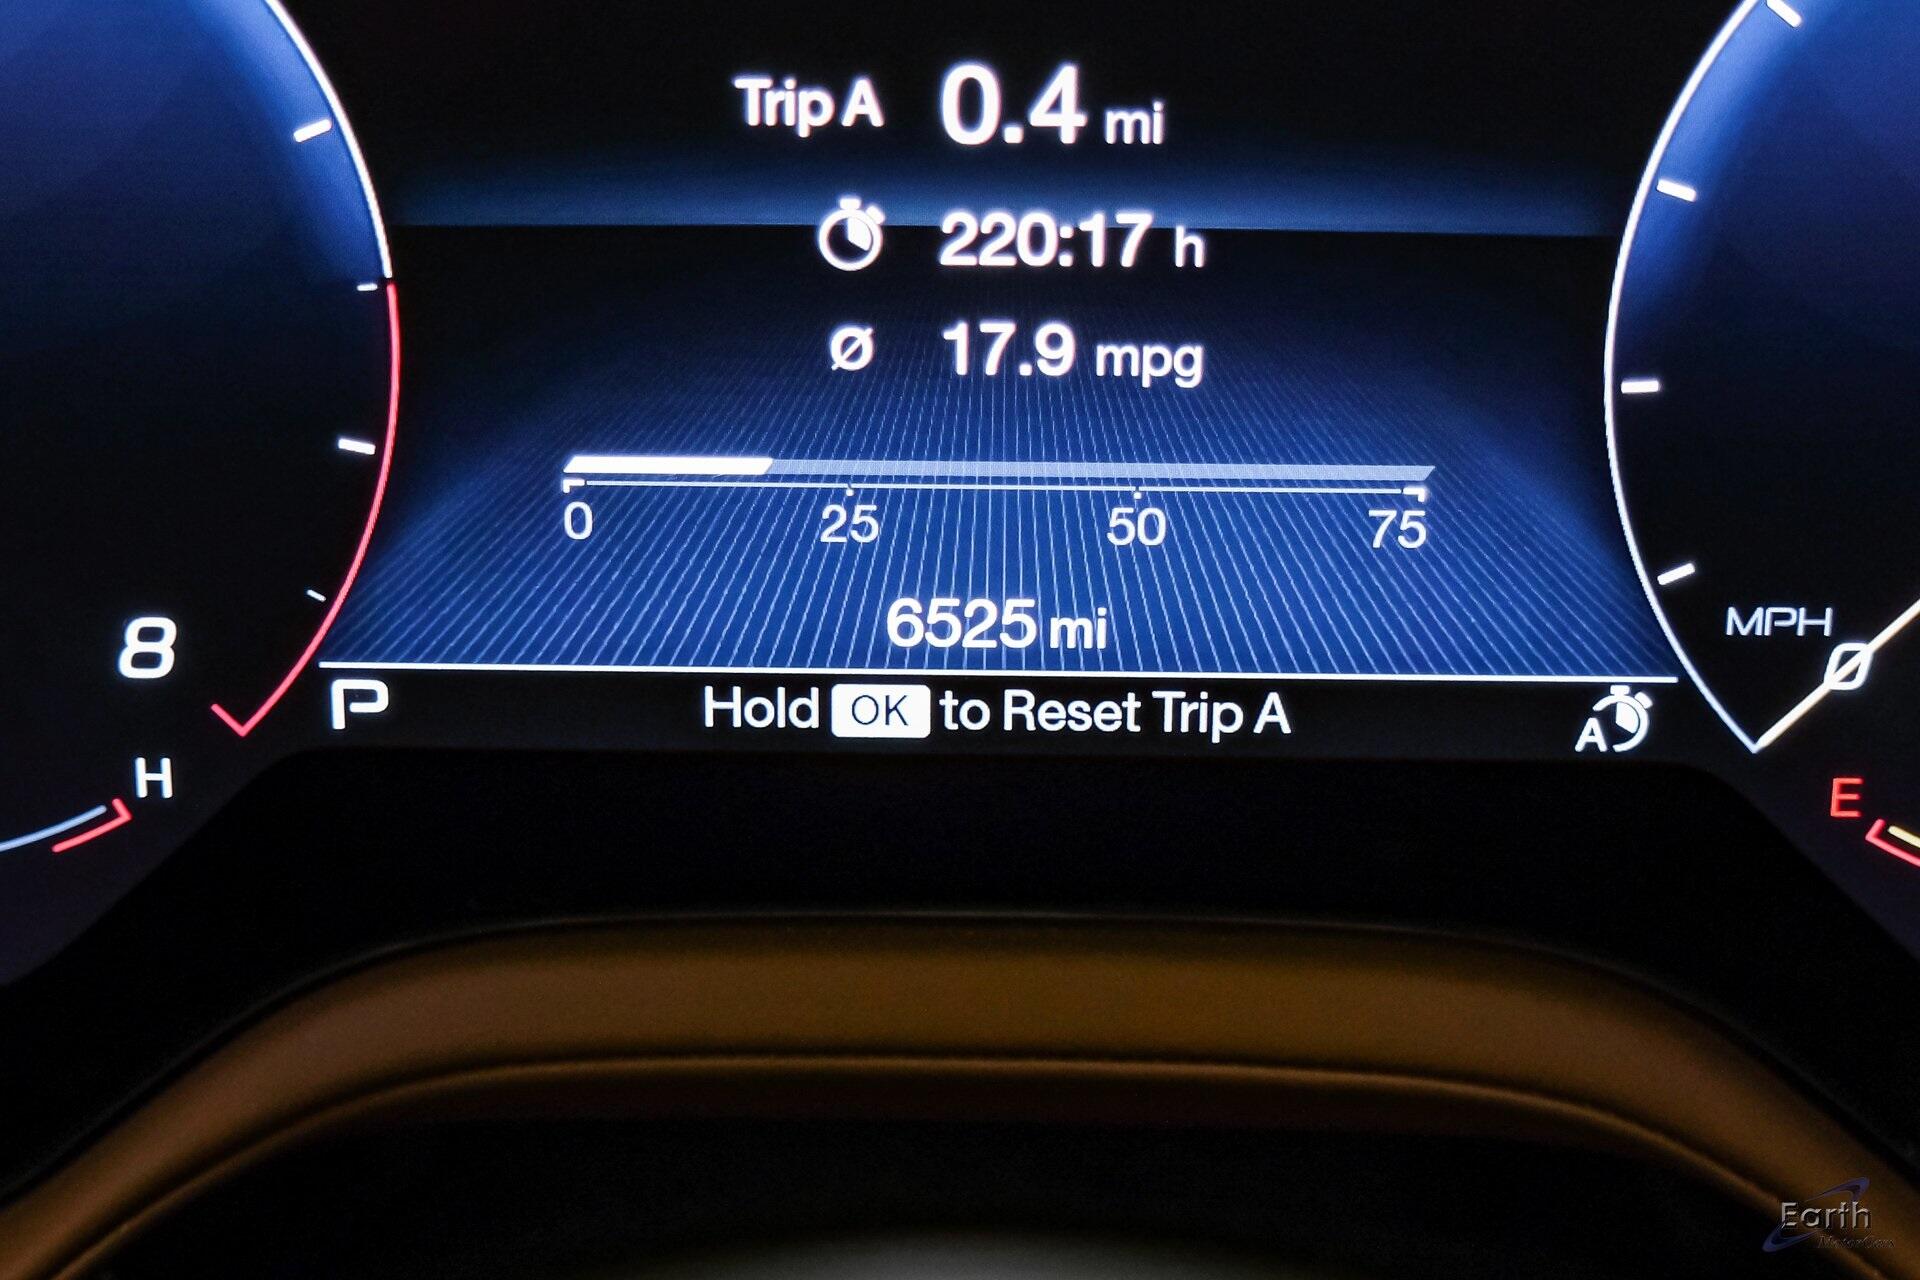 Trip A 0.4 mi
220:17 h
Ø 17.9 mpg
0 25 50 75
6525 mi
MPH
0
8
P Hold OK to Reset Trip A A
H
E
Earth
MotorCars